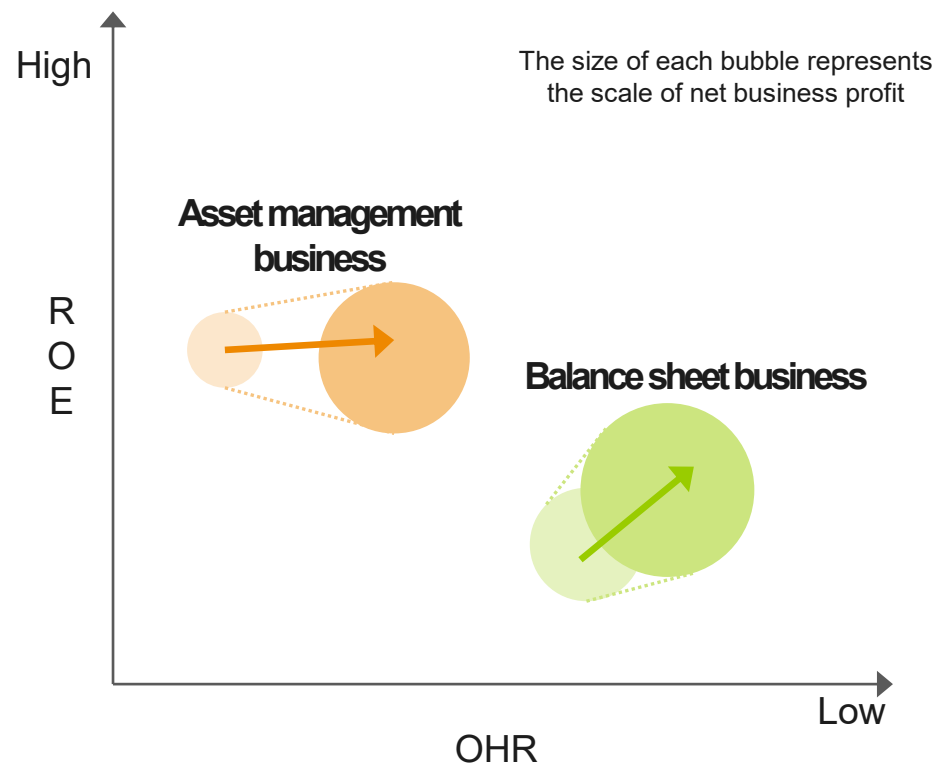 High
The size of each bubble represents
the scale of net business profit
Asset management
business
R
O
E
Balance sheet business
Low
OHR